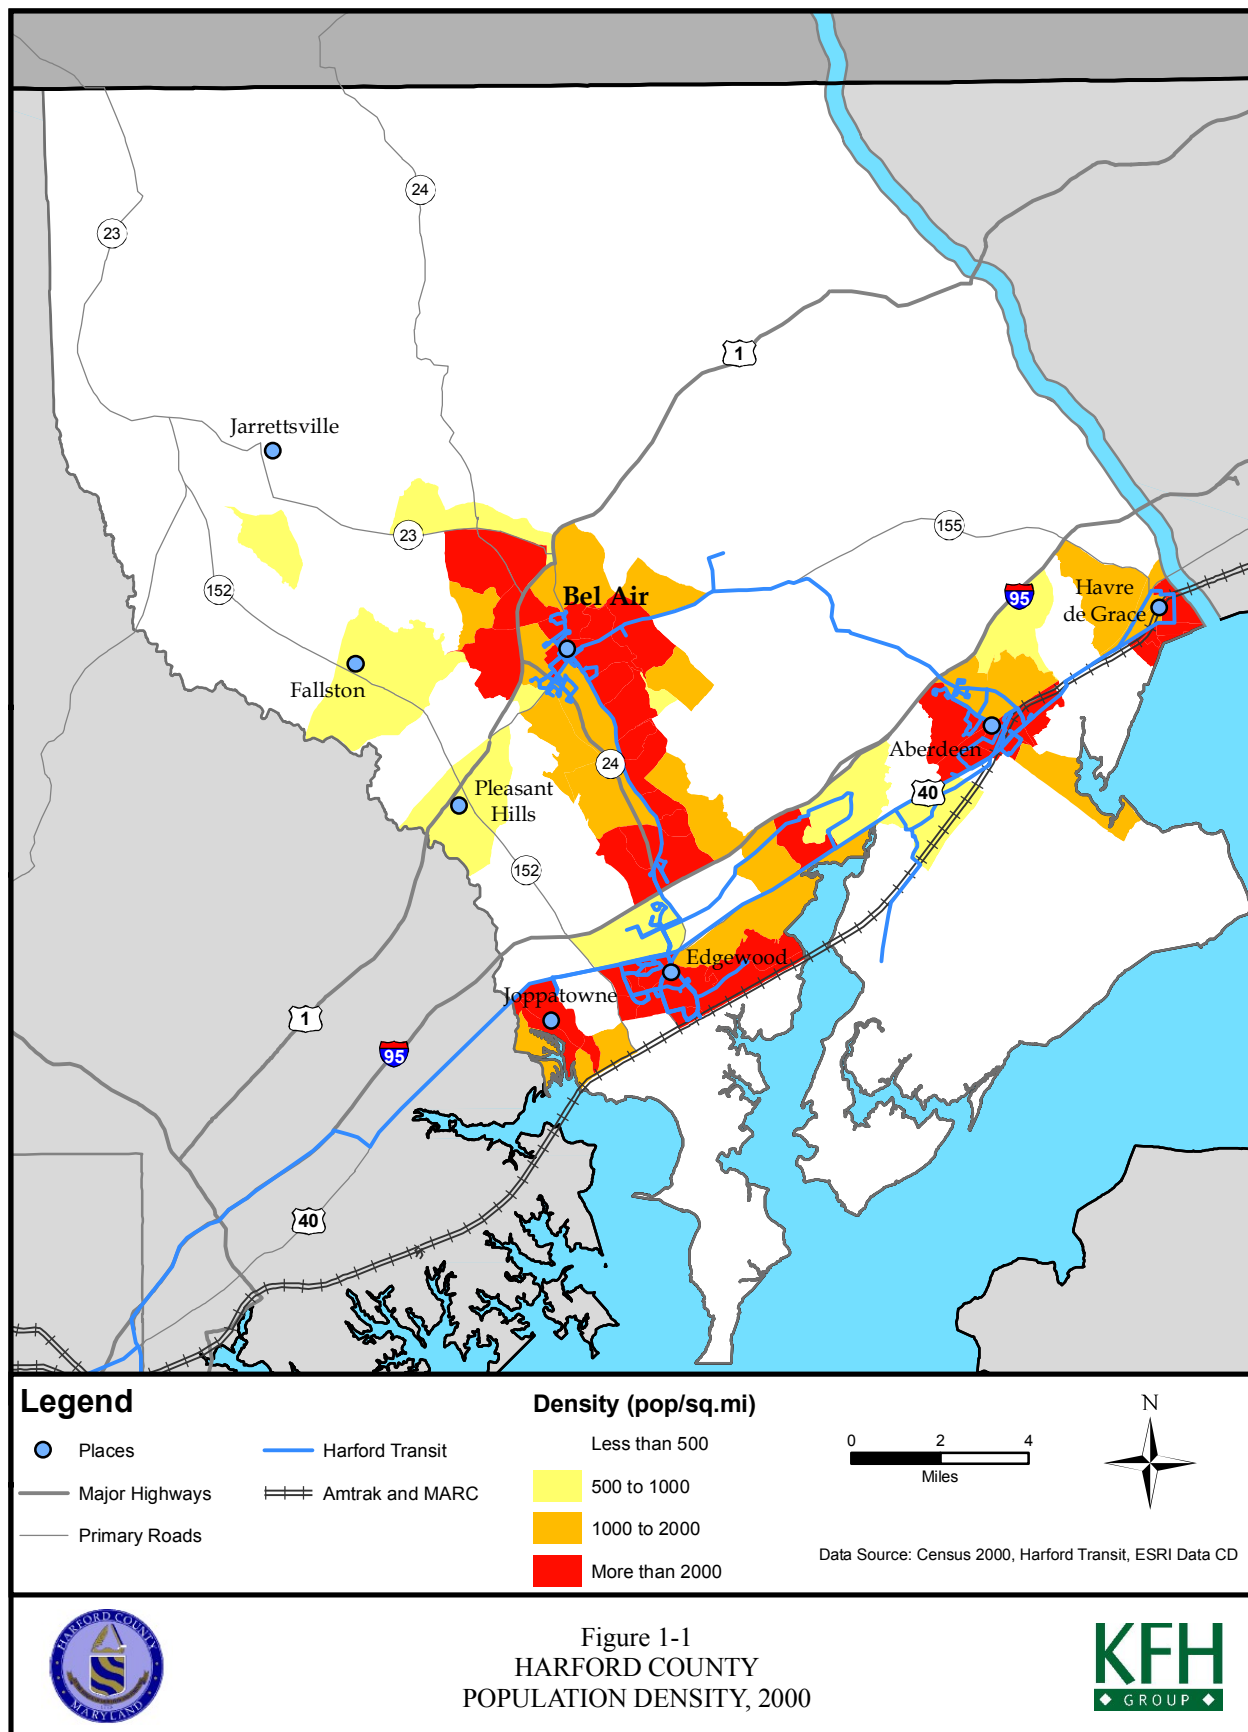 24
23
1
Jarrettsville
23
155
152
95
Havre
de Grace
Bel Air
Fallston
Aberdeen
24
Pleasant
Hills
40
152
Edgewood
Joppatowne
1
95
40
Legend
Places
Major Highways
Primary Roads
Harford Transit
Amtrak and MARC
Density (pop/sq.mi)
Less than 500
500 to 1000
1000 to 2000
More than 2000
0 2 4
Miles
N
Data Source: Census 2000, Harford Transit, ESRI Data CD
HARFORD COUNTY
MARYLAND
Figure 1-1
HARFORD COUNTY
POPULATION DENSITY, 2000
KFH
GROUP